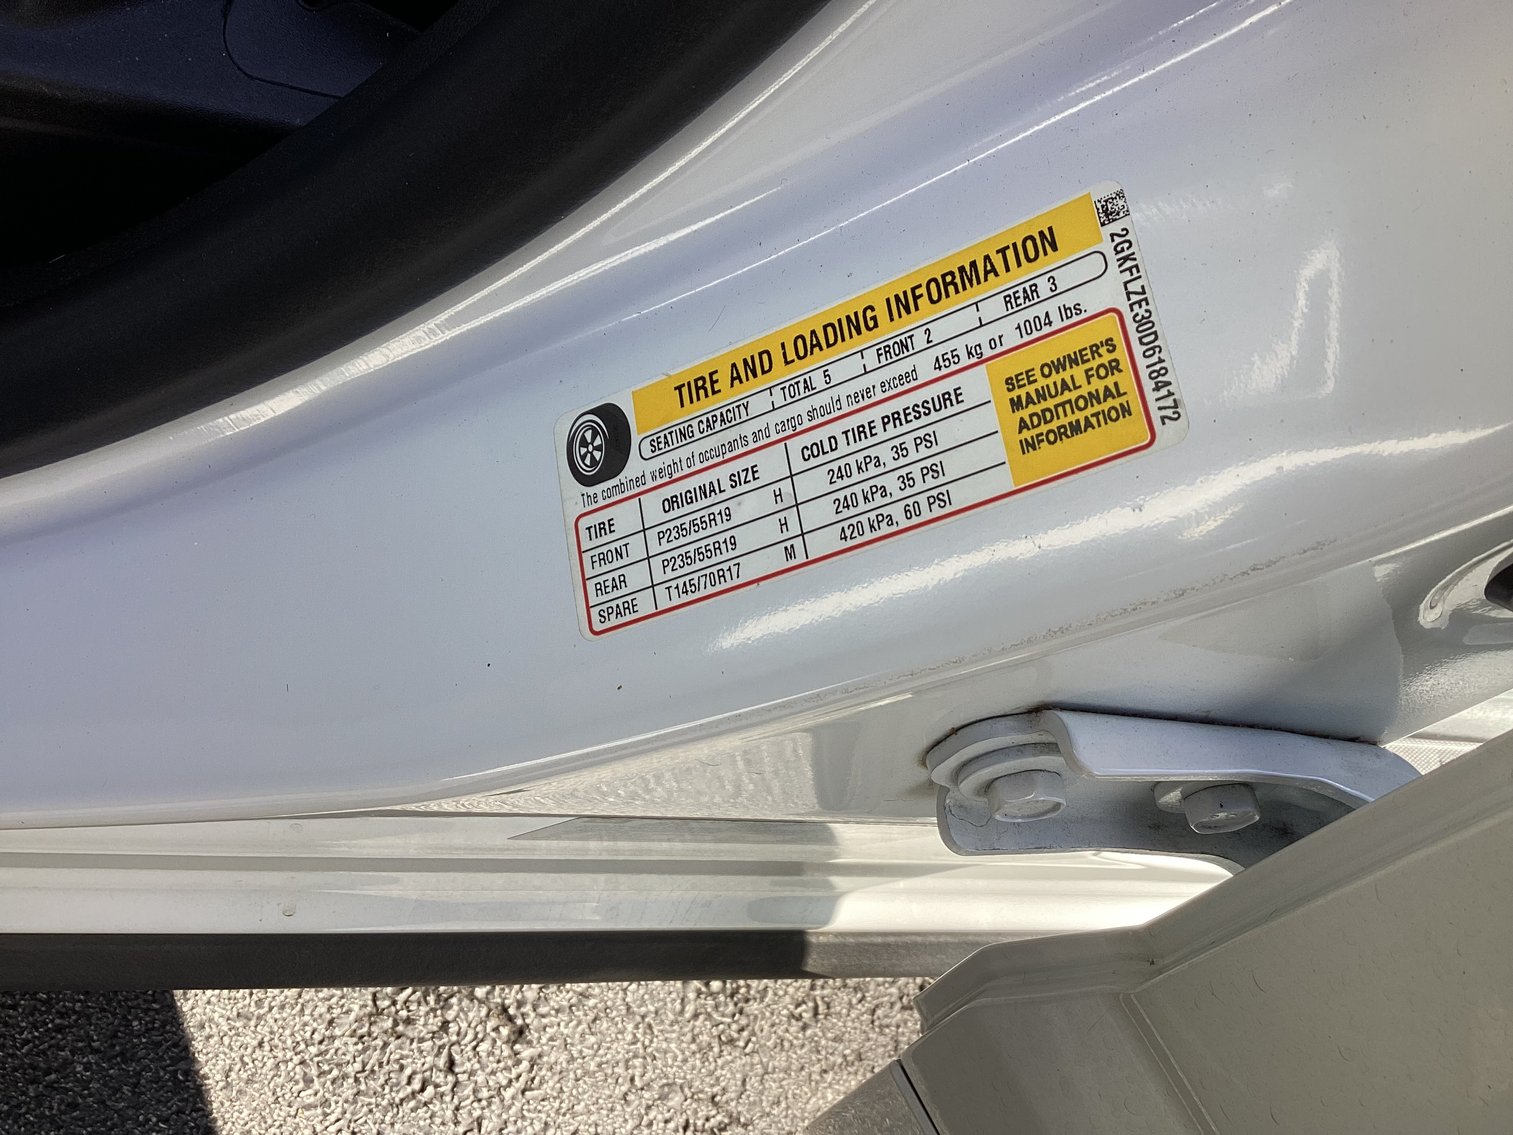 TIRE AND LOADING INFORMATION
SEATING CAPACITY TOTAL 5 FRONT 2 REAR 3
The combined weight of occupants and cargo should never exceed 455 kg or 1004 lbs.
TIRE ORIGINAL SIZE COLD TIRE PRESSURE
FRONT P235/55R19 H 240 kPa, 35 PSI
REAR P235/55R19 H 240 kPa, 35 PSI
SPARE T145/70R17 M 420 kPa, 60 PSI
SEE OWNER'S
MANUAL FOR
ADDITIONAL
INFORMATION
2GKFLZE30D6184172